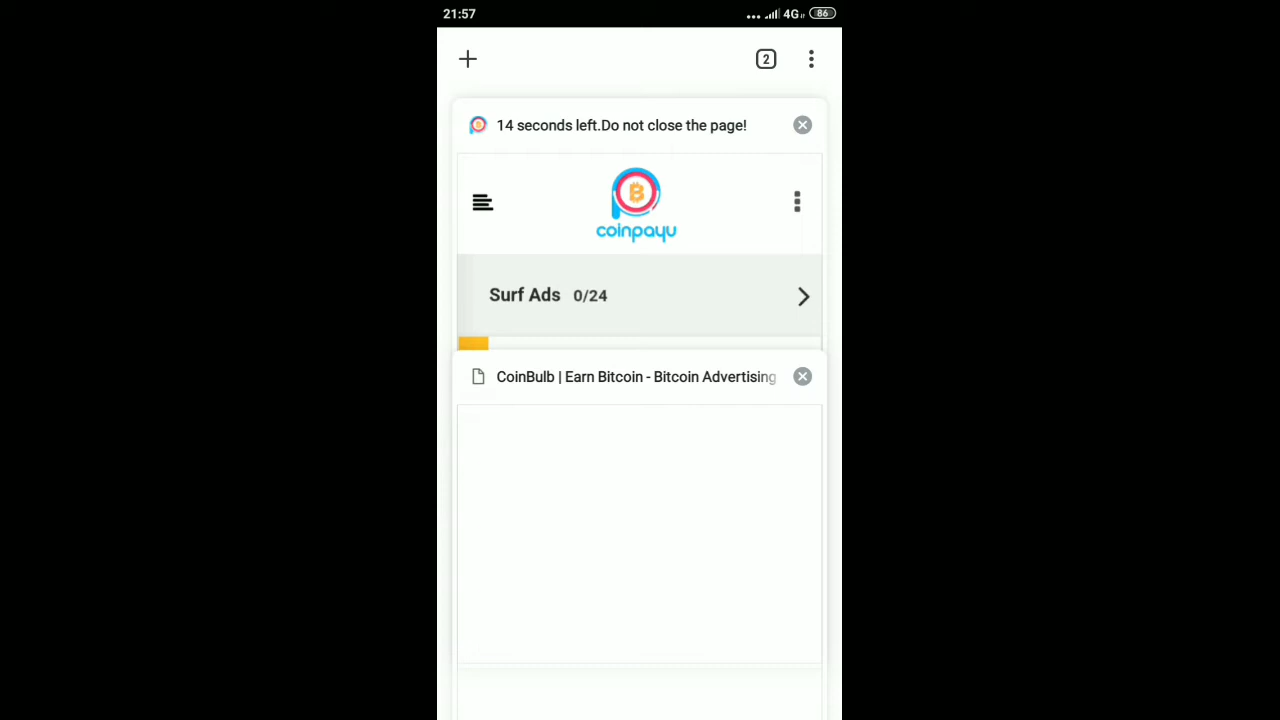 21:57
4G
86
2
14 seconds left.Do not close the page!
coinpayu
Surf Ads 0/24
CoinBulb | Earn Bitcoin - Bitcoin Advertising